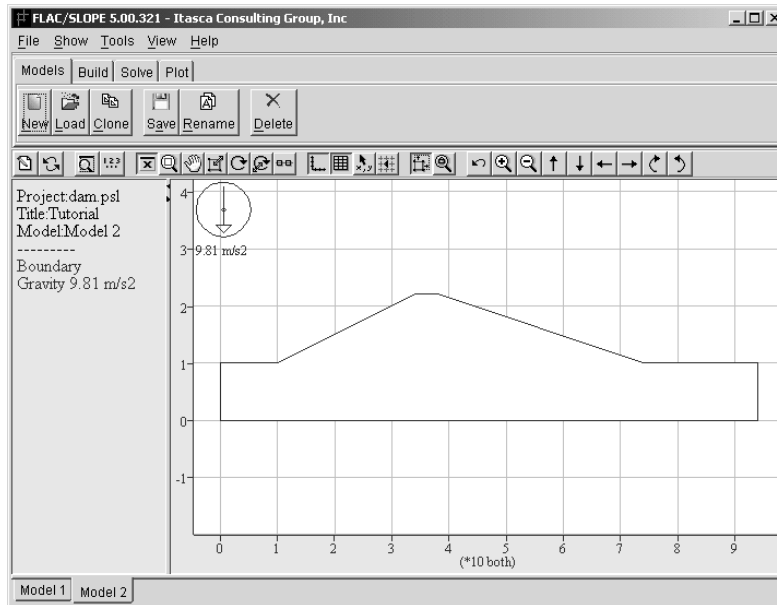 FLAC/SLOPE 5.00.321 - Itasca Consulting Group, Inc
File Show Tools View Help
Models Build Solve Plot
New Load Clone Save Rename Delete
123
x,y
Project:dam.psl
Title:Tutorial
Model:Model 2
---------
Boundary
Gravity 9.81 m/s2
4
3
2
1
0
-1
9.81 m/s2
0 1 2 3 4 5 6 7 8 9
(*10 both)
Model 1 Model 2